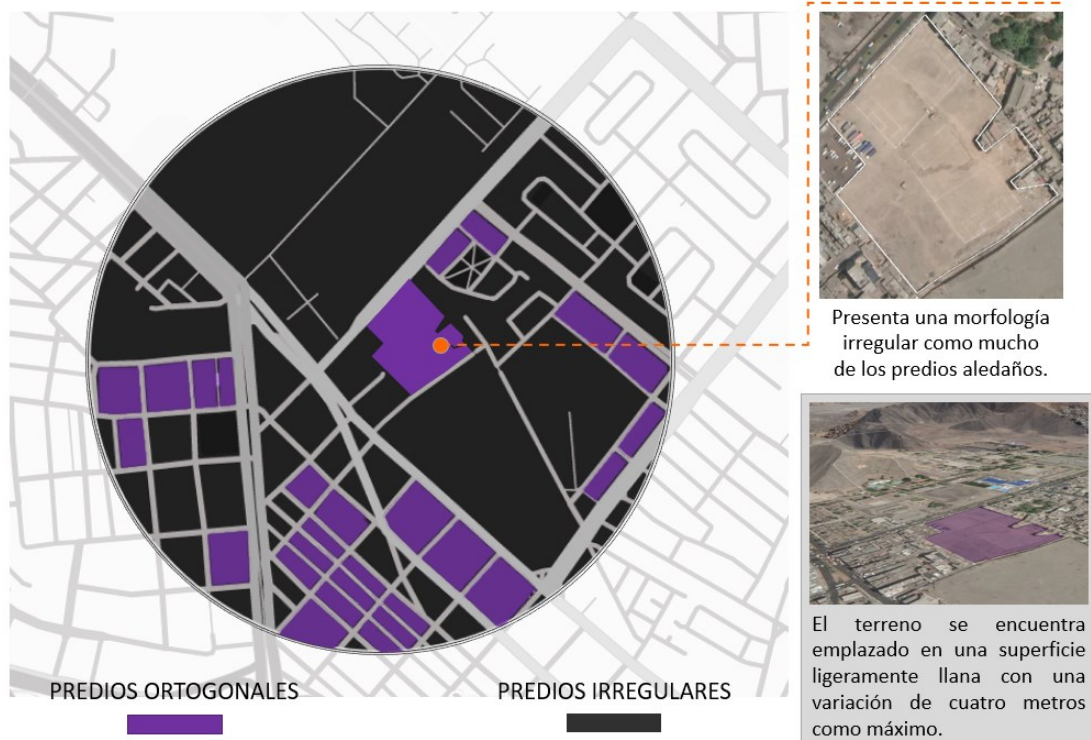 Presenta una morfología
irregular como mucho
de los predios aledaños.
El terreno se encuentra
emplazado en una superficie
ligeramente llana con una
variación de cuatro metros
como máximo.
PREDIOS ORTOGONALES
PREDIOS IRREGULARES